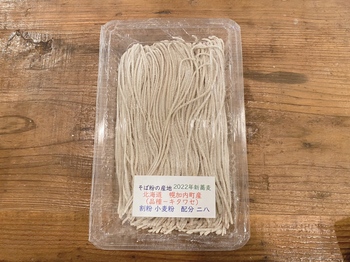 そば粉の産地 2022年新蕎麦
北海道 幌加内町産
(品種-キタワセ)
割粉 小麦粉 配分 二八